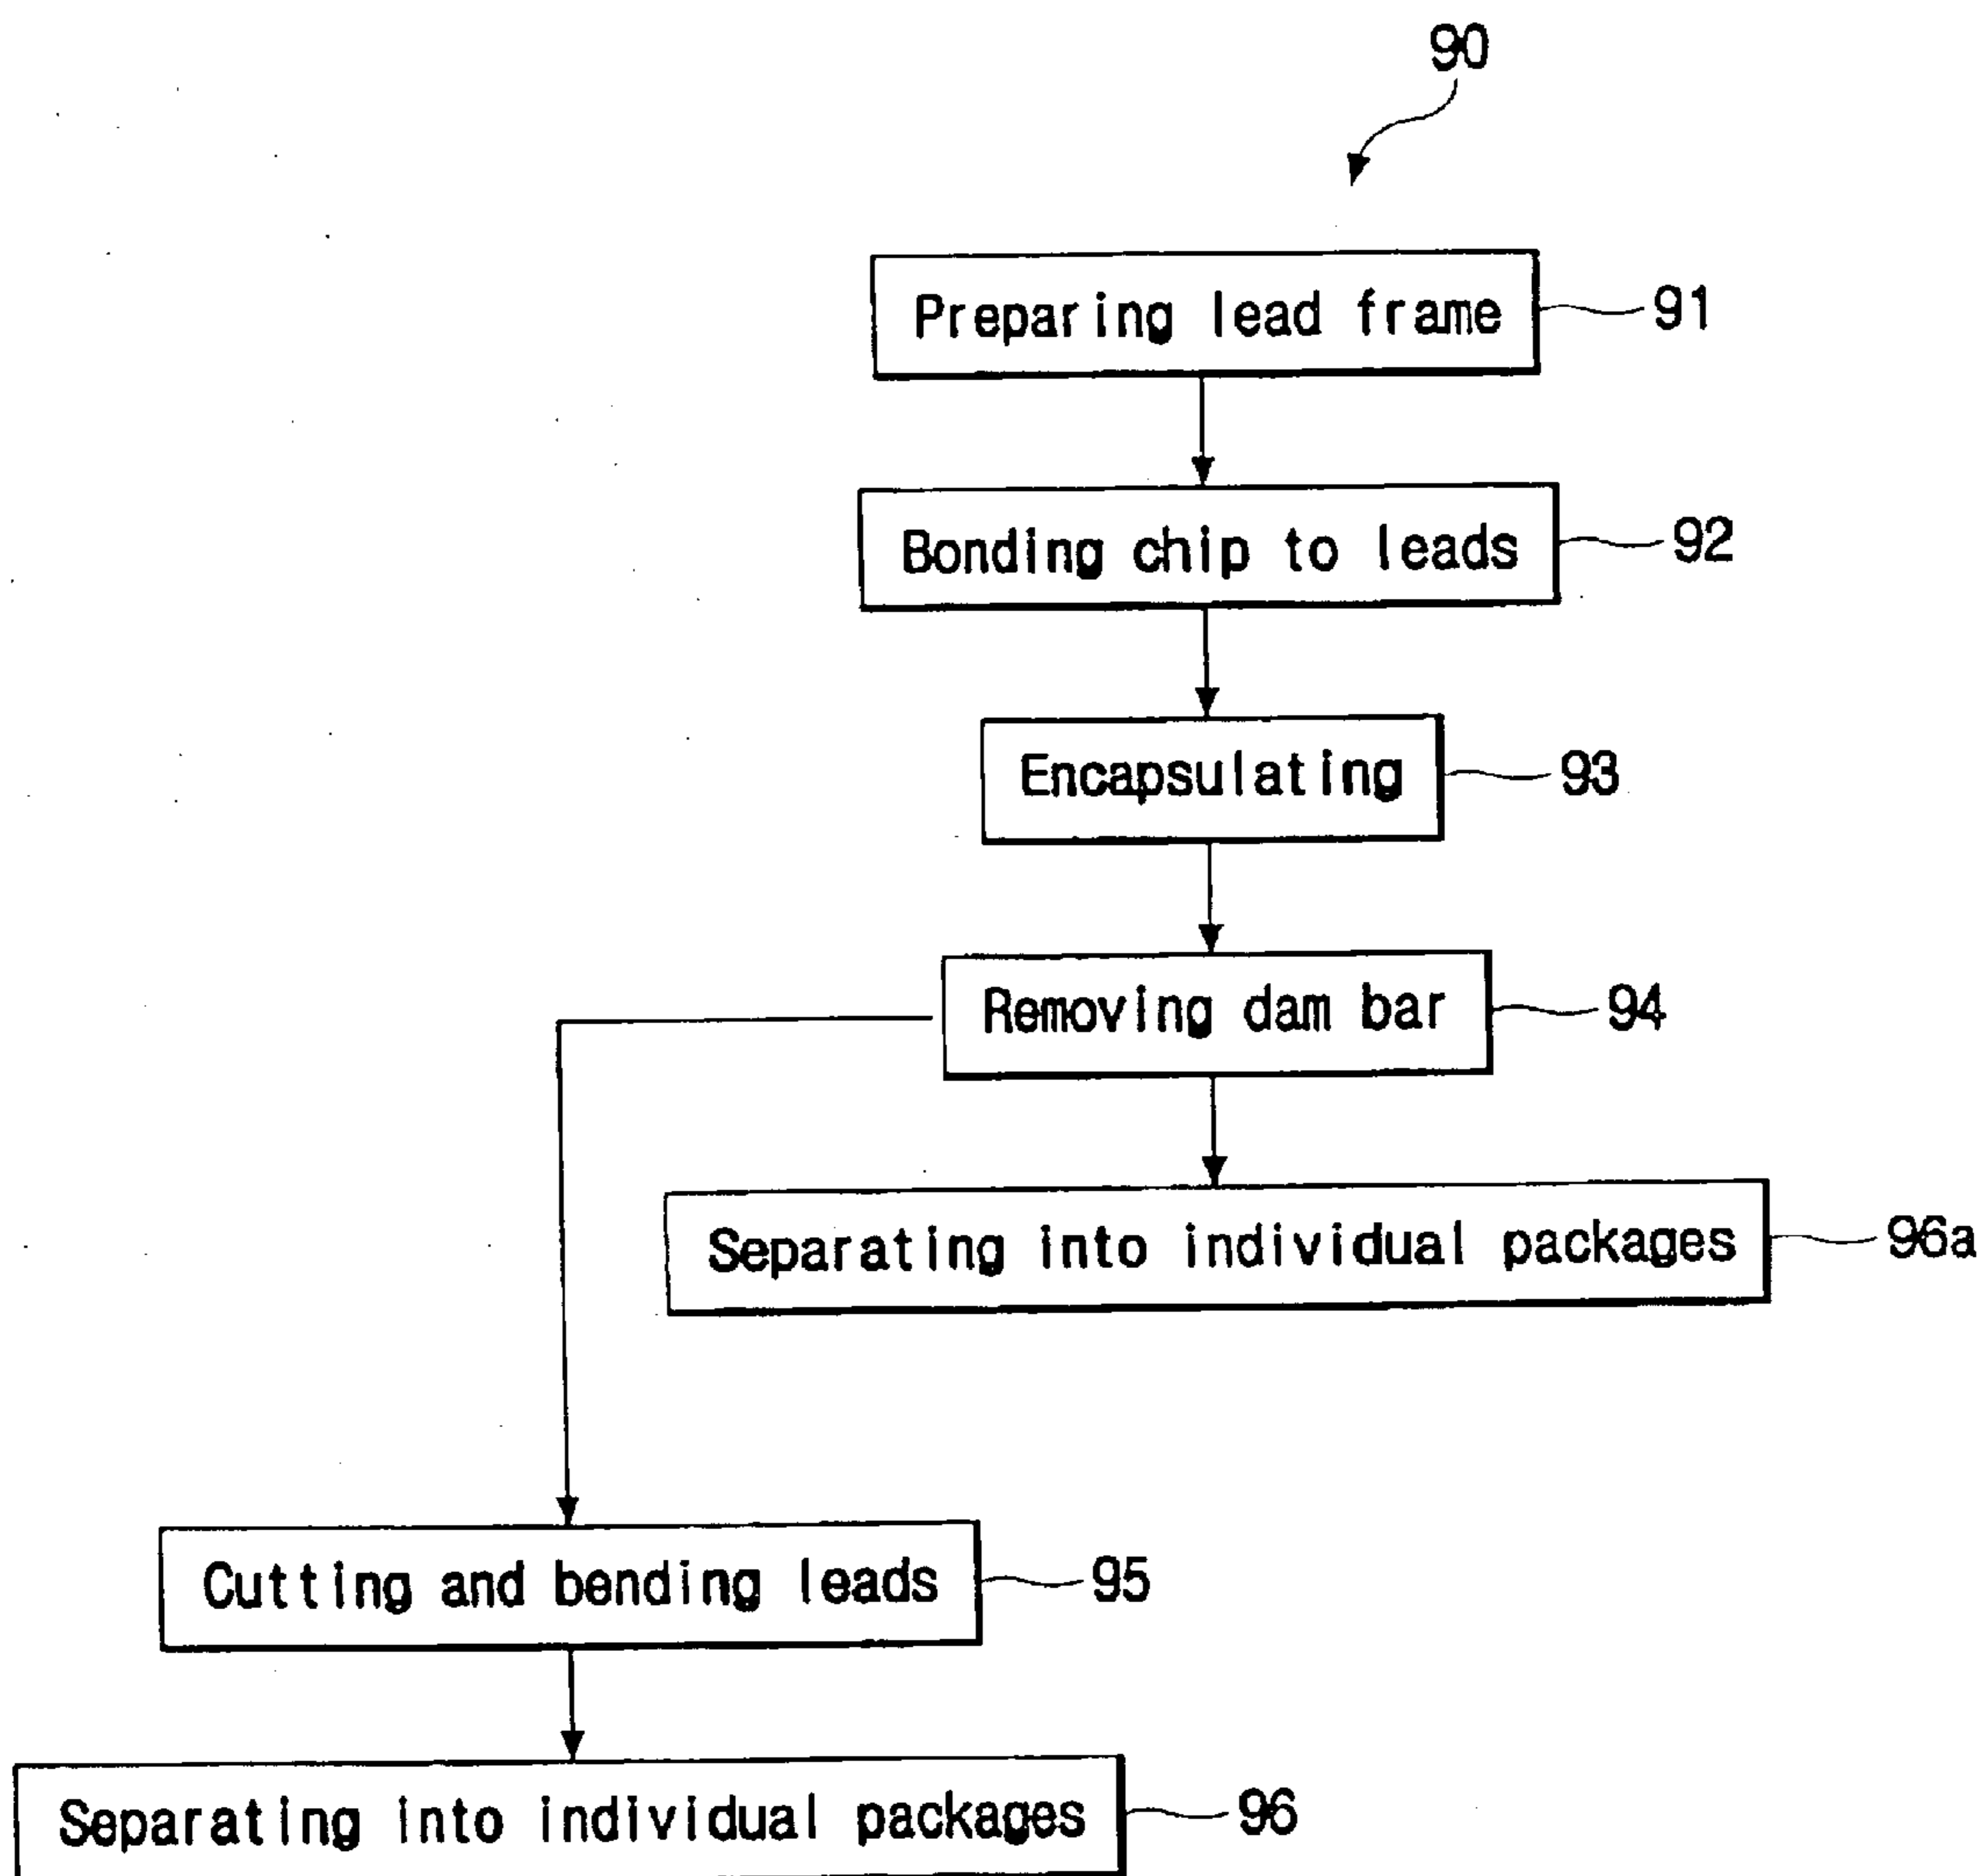 90
Preparing lead frame 91
Bonding chip to leads 92
Encapsulating 93
Removing dam bar 94
Separating into individual packages 96a
Cutting and bending leads 95
Separating into individual packages 96